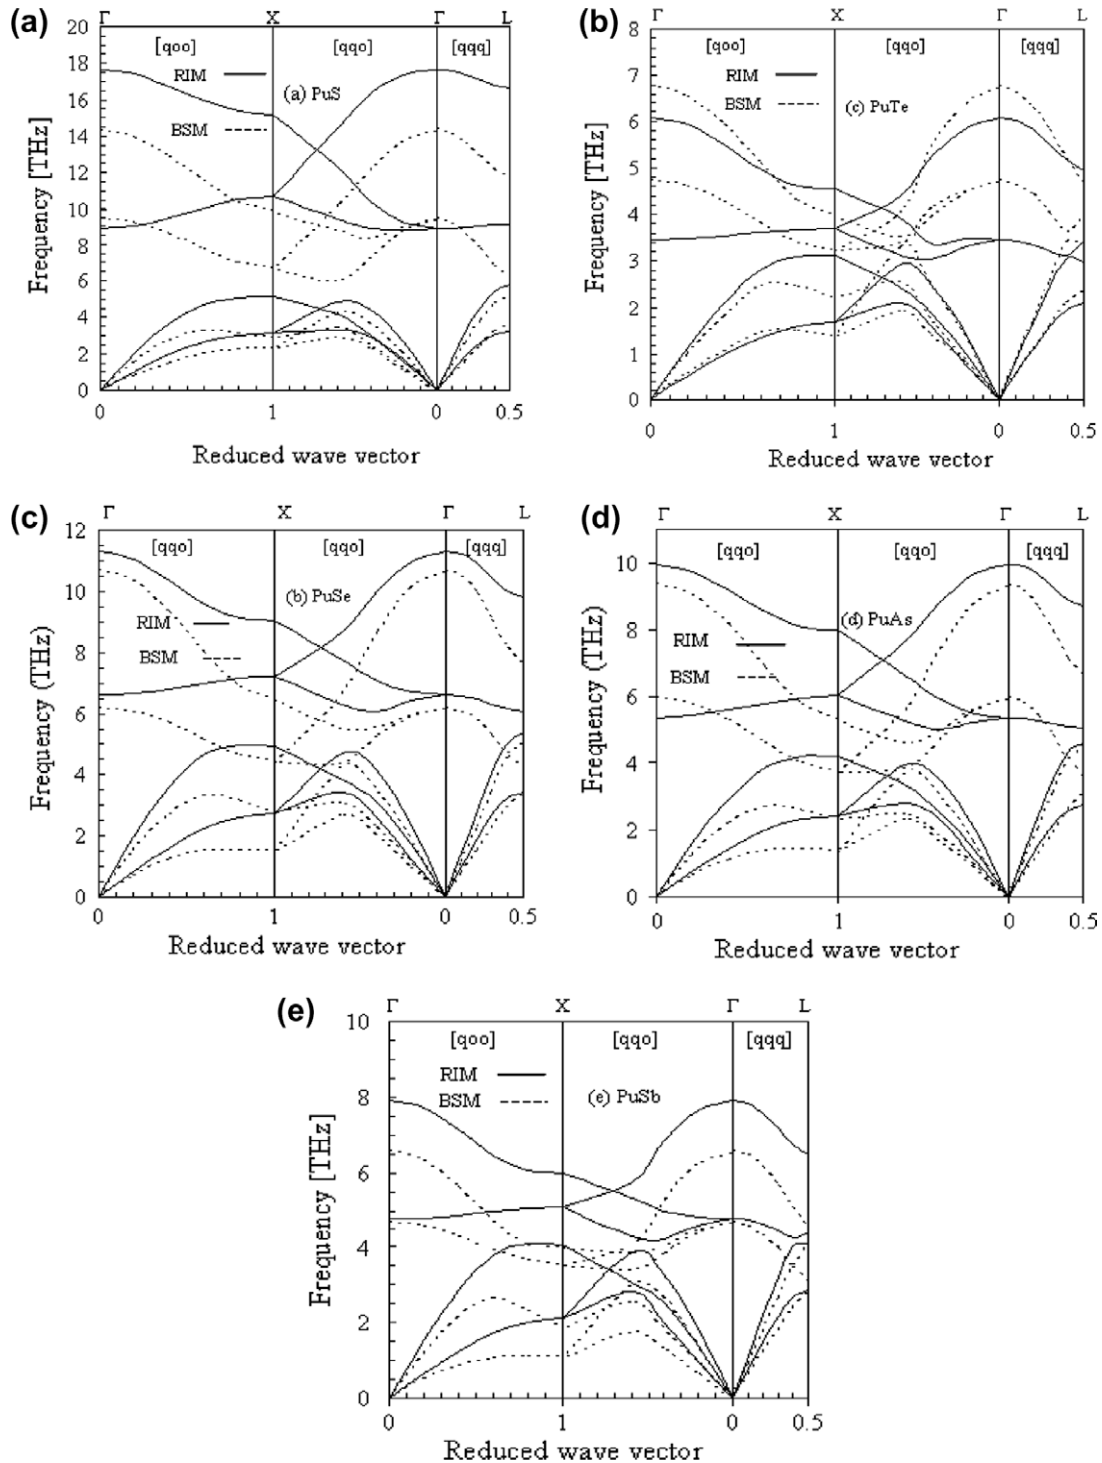 (a)
Γ X Γ L
20
18
16
14
12
10
8
6
4
2
0
[qoo] [qqo] [qqq]
RIM
(a) PuS
BSM
Frequency [THz]
0 1 0 0.5
Reduced wave vector
(b)
Γ X Γ L
8
7
6
5
4
3
2
1
0
[qoo] [qqo] [qqq]
RIM
BSM
(c) PuTe
Frequency [THz]
0 1 0 0.5
Reduced wave vector
(c)
Γ X Γ L
12
10
8
6
4
2
0
[qqo] [qqo] [qqq]
(b) PuSe
RIM
BSM
Frequency (THz)
0 1 0 0.5
Reduced wave vector
(d)
Γ X Γ L
10
8
6
4
2
0
[qqo] [qqo] [qqq]
(d) PuAs
RIM
BSM
Frequency (THz)
0 1 0 0.5
Reduced wave vector
(e)
Γ X Γ L
10
8
6
4
2
0
[qoo] [qqo] [qqq]
RIM
BSM
(e) PuSb
Frequency [THz]
0 1 0 0.5
Reduced wave vector